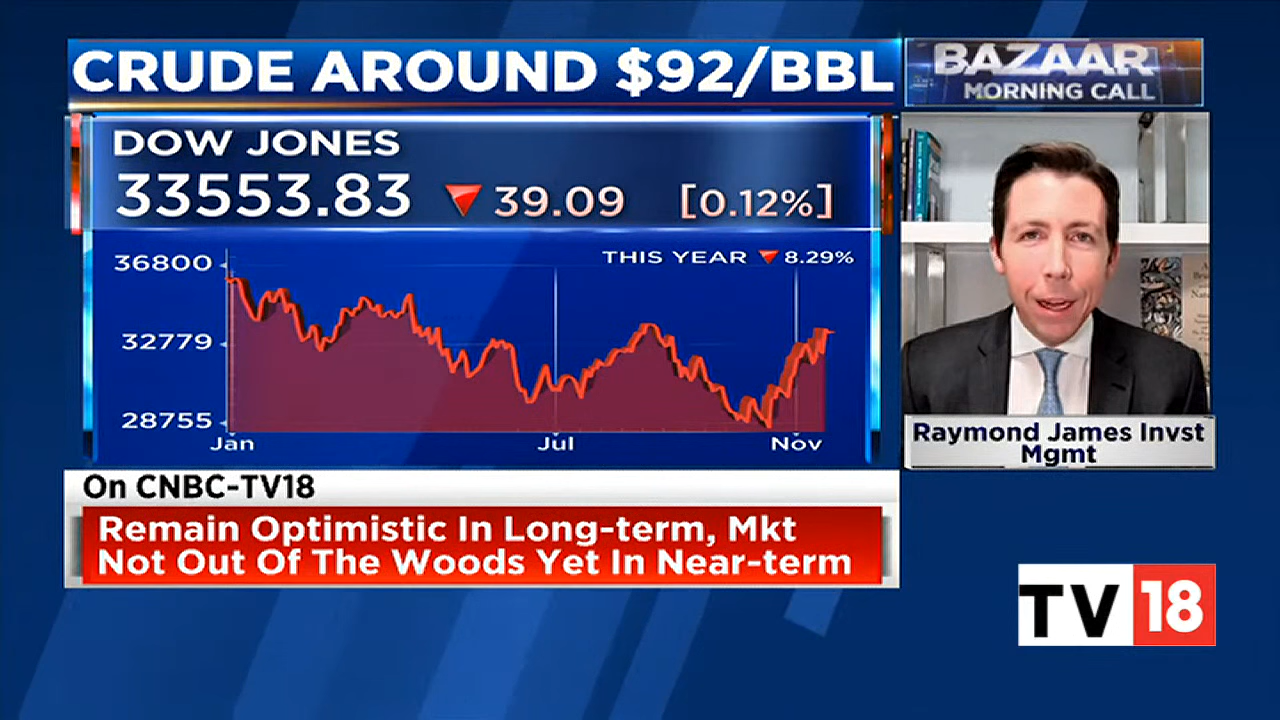 CRUDE AROUND $92/BBL
BAZAAR
MORNING CALL
DOW JONES
33553.83 ▼ 39.09 [0.12%]
THIS YEAR ▼ 8.29%
36800
32779
28755
Jan Jul Nov
Raymond James Invst
Mgmt
On CNBC-TV18
Remain Optimistic In Long-term, Mkt
Not Out Of The Woods Yet In Near-term
TV18